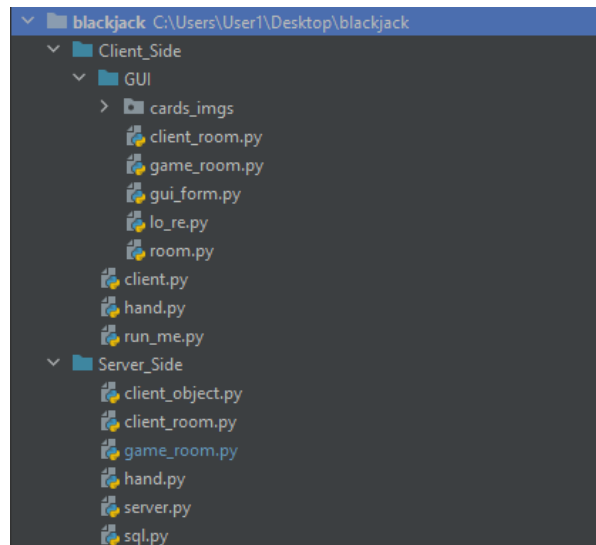 blackjack C:\Users\User1\Desktop\blackjack
Client_Side
GUI
cards_imgs
client_room.py
game_room.py
gui_form.py
lo_re.py
room.py
client.py
hand.py
run_me.py
Server_Side
client_object.py
client_room.py
game_room.py
hand.py
server.py
sql.py